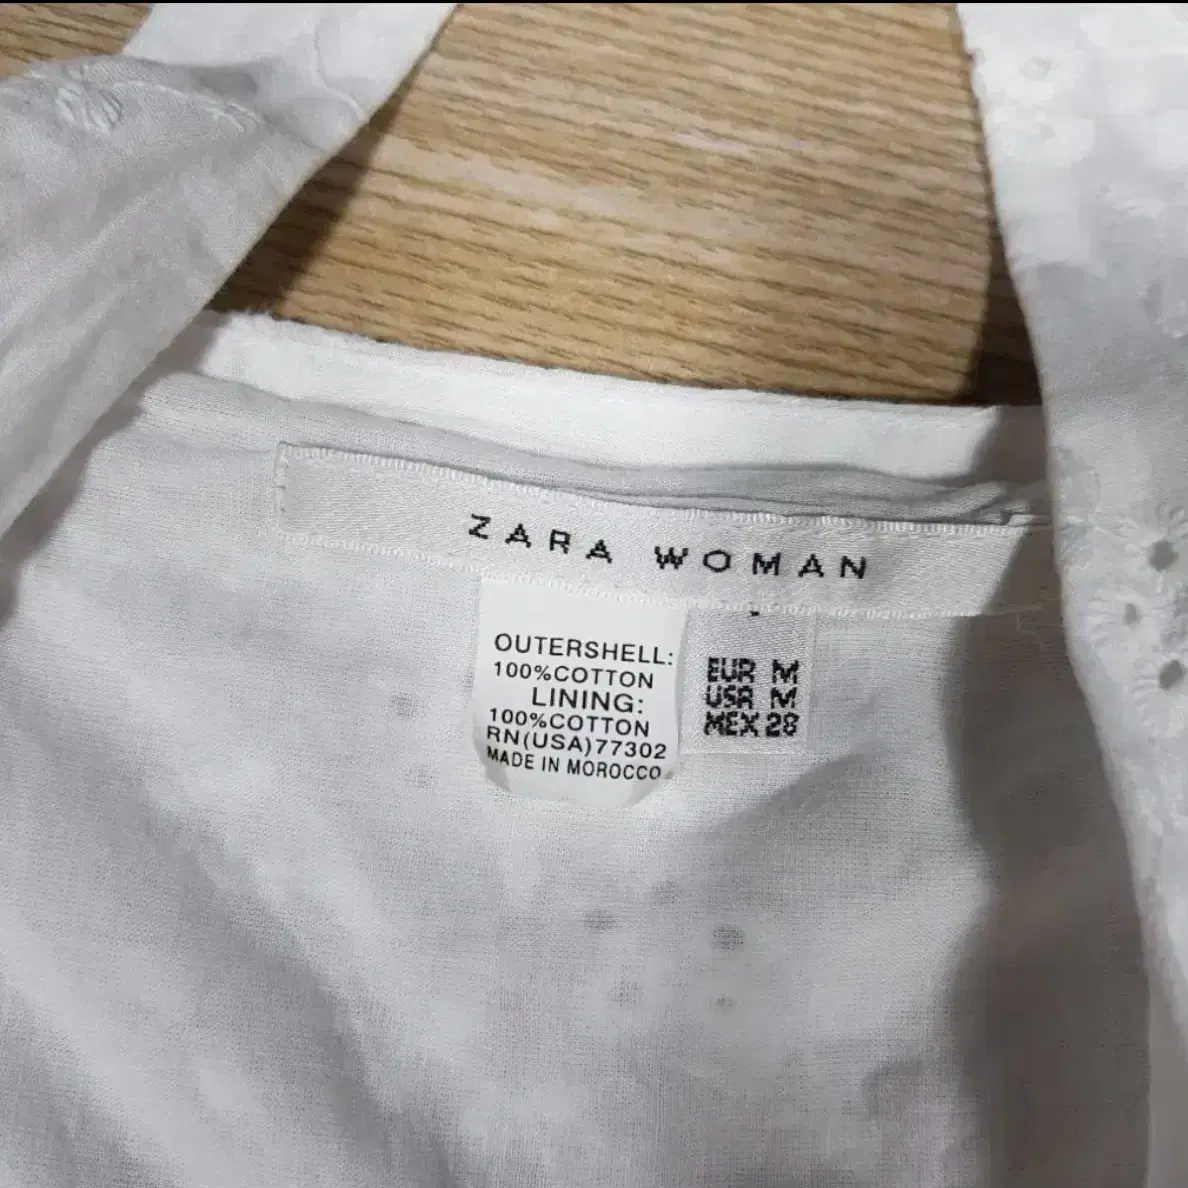 ZARA WOMAN
OUTERSHELL:
100%COTTON
LINING:
100%COTTON
RN(USA)77302
MADE IN MOROCCO
EUR M
USA M
MEX 28